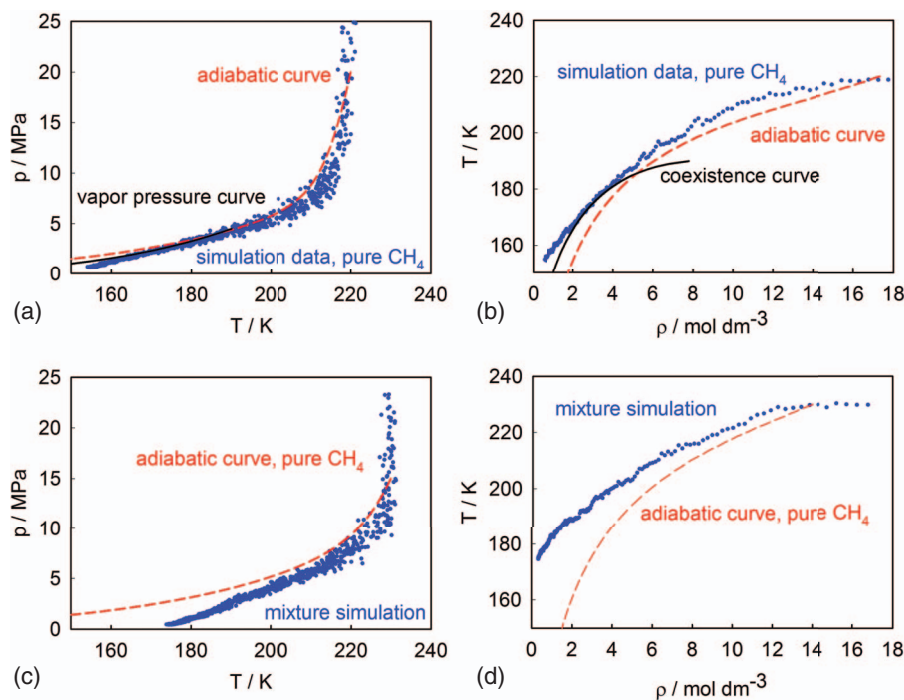 25
20
15
10
5
0
p / MPa
adiabatic curve
vapor pressure curve
simulation data, pure CH4
160 180 200 220 240
T / K
(a)
240
220
200
180
160
T / K
simulation data, pure CH4
adiabatic curve
coexistence curve
0 2 4 6 8 10 12 14 16 18
ρ / mol dm-3
(b)
25
20
15
10
5
0
p / MPa
adiabatic curve, pure CH4
mixture simulation
160 180 200 220 240
T / K
(c)
240
220
200
180
160
T / K
mixture simulation
adiabatic curve, pure CH4
0 2 4 6 8 10 12 14 16 18
ρ / mol dm-3
(d)